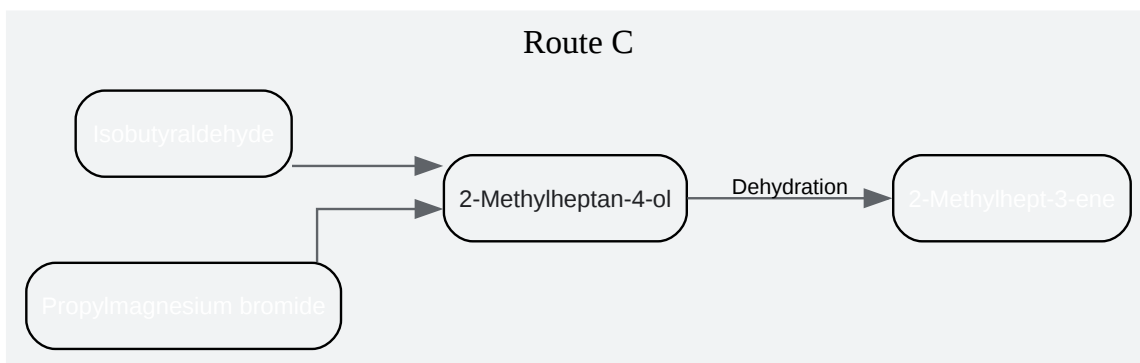 Route C
Isobutyraldehyde
2-Methylheptan-4-ol
Dehydration
2-Methylhept-3-ene
Propylmagnesium bromide